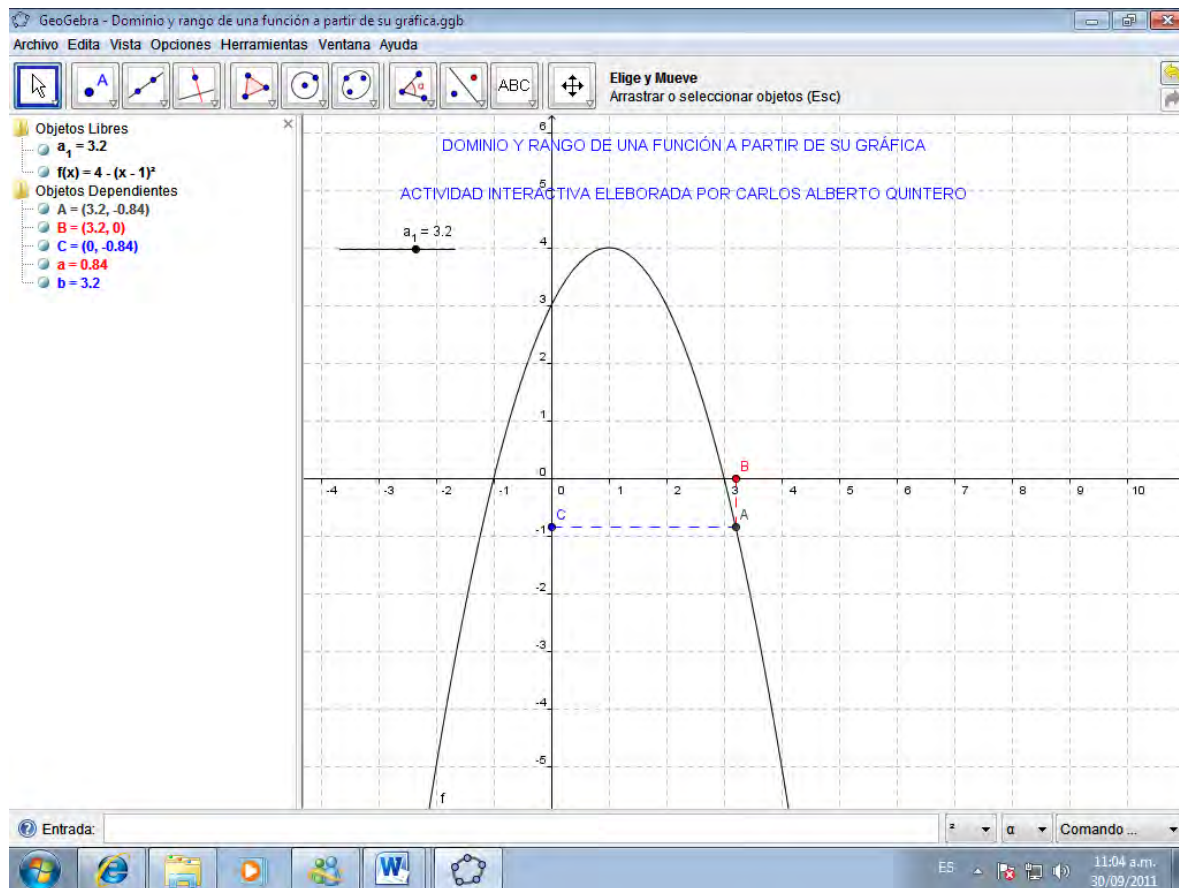 GeoGebra - Dominio y rango de una función a partir de su gráfica.ggb
Archivo Edita Vista Opciones Herramientas Ventana Ayuda
A
α
ABC
Elige y Mueve
Arrastrar o seleccionar objetos (Esc)
Objetos Libres
a₁ = 3.2
f(x) = 4 - (x - 1)²
Objetos Dependientes
A = (3.2, -0.84)
B = (3.2, 0)
C = (0, -0.84)
a = 0.84
b = 3.2
DOMINIO Y RANGO DE UNA FUNCIÓN A PARTIR DE SU GRÁFICA
ACTIVIDAD INTERACTIVA ELEBORADA POR CARLOS ALBERTO QUINTERO
a₁ = 3.2
6
5
4
3
2
1
0
-1
-2
-3
-4
-5
-4 -3 -2 -1 0 1 2 3 4 5 6 7 8 9 10
B
C
A
f
Entrada:
² α Comando ...
W
ES 11:04 a.m.
30/09/2011